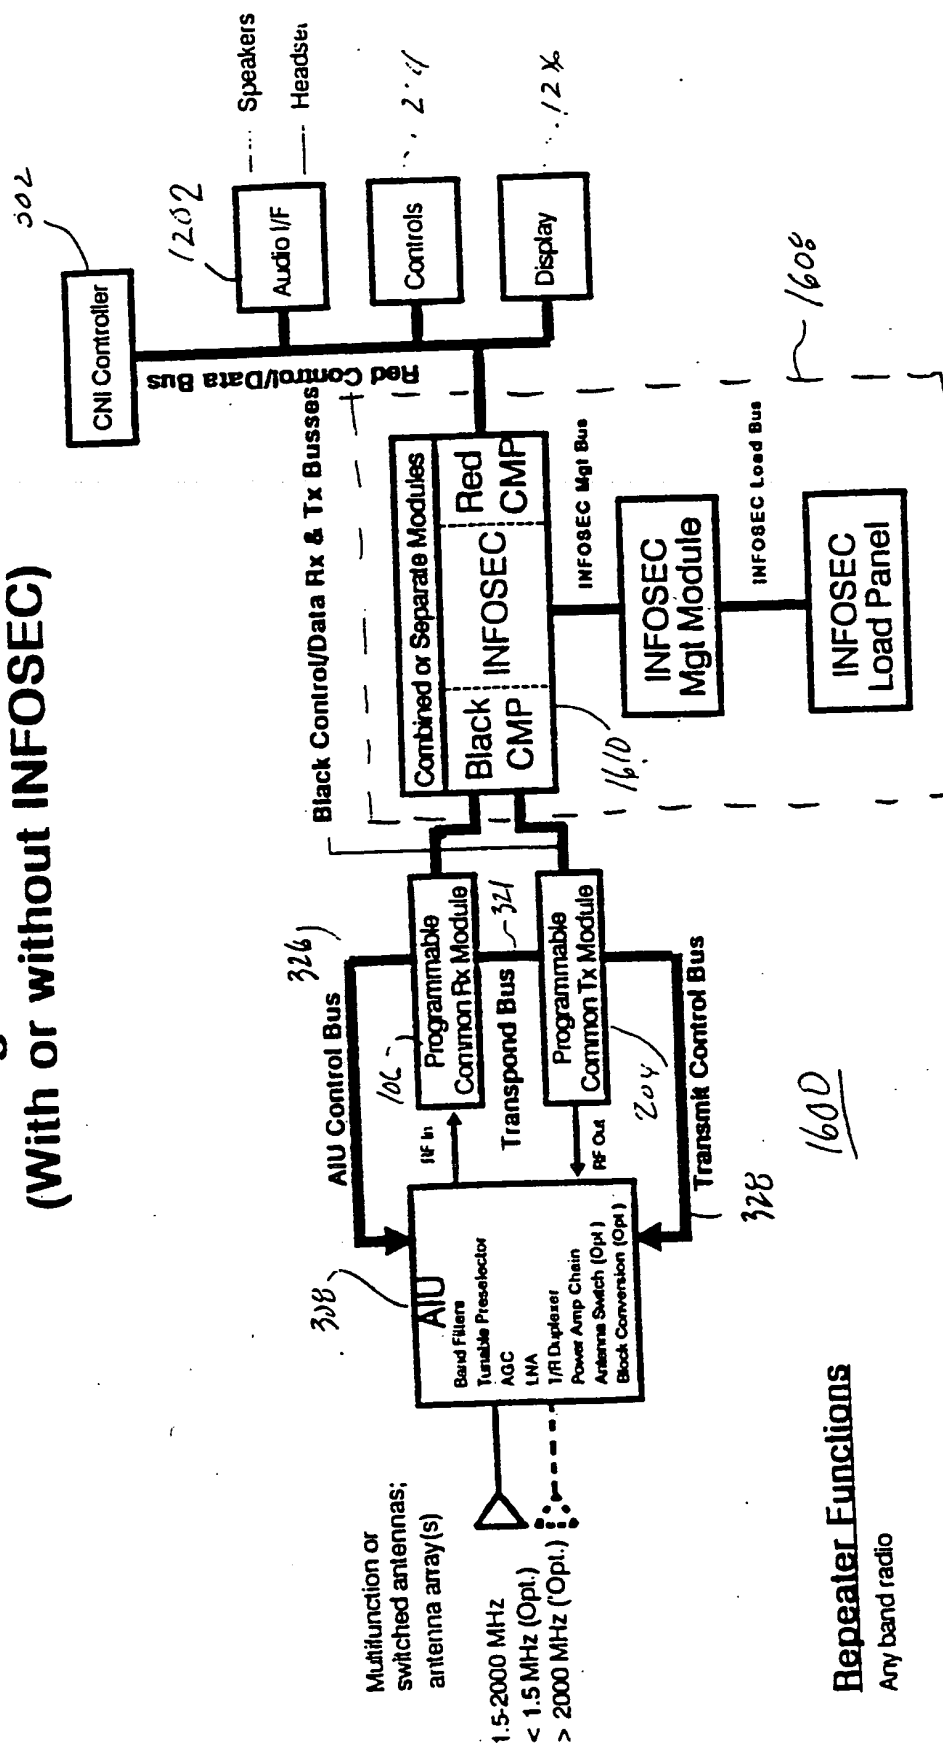 (With or without INFOSEC)
Multifunction or
switched antennas;
antenna array(s)
1.5-2000 MHz
< 1.5 MHz (Opt.)
> 2000 MHz ('Opt.)
308
AIU
Band Filters
Tunable Preselector
AGC
LNA
T/R Duplexer
Power Amp Chain
Antenna Switch (Opt)
Block Conversion (Opt)
AIU Control Bus
326
RF In
106
Programmable
Common Rx Module
Transpond Bus
321
RF Out
Programmable
Common Tx Module
204
Transmit Control Bus
328
Black Control/Data Rx & Tx Busses
Combined or Separate Modules
Black
CMP
INFOSEC
Red
CMP
1610
INFOSEC Mgt Bus
INFOSEC
Mgt Module
INFOSEC Load Bus
INFOSEC
Load Panel
1608
Red Control/Data Bus
CNI Controller
302
Audio I/F
1202
Speakers
Controls
Display
1600
Repeater Functions
Any band radio